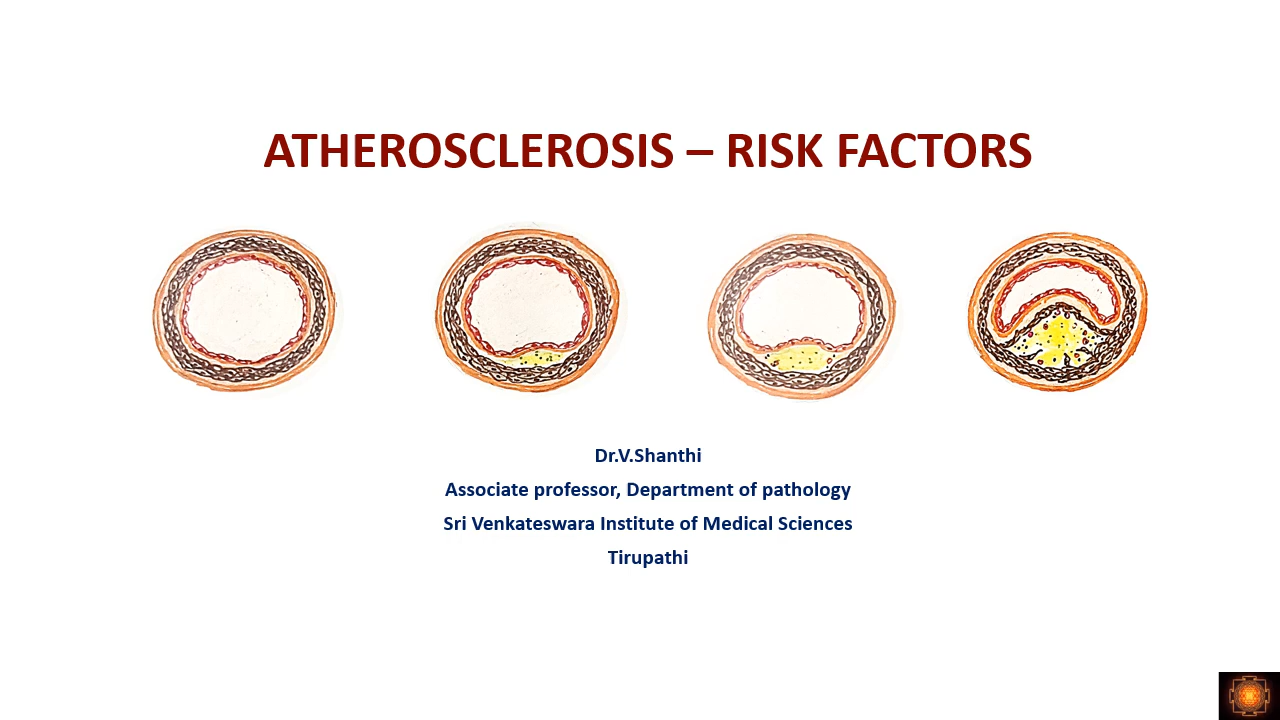 ATHEROSCLEROSIS – RISK FACTORS
Dr.V.Shanthi
Associate professor, Department of pathology
Sri Venkateswara Institute of Medical Sciences
Tirupathi